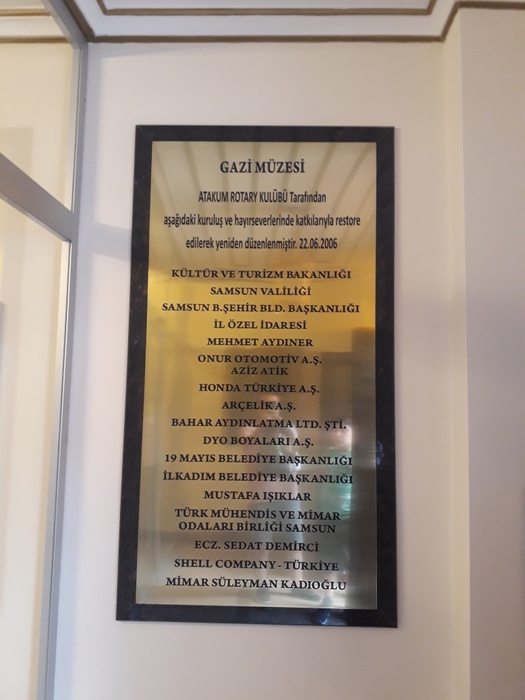 GAZİ MÜZESİ
ATAKUM ROTARY KULÜBÜ Tarafından
aşağıdaki kuruluş ve hayırseverlerinde katkılarıyla restore
edilerek yeniden düzenlenmiştir. 22.06.2006
KÜLTÜR VE TURİZM BAKANLIĞI
SAMSUN VALİLİĞİ
SAMSUN B.ŞEHİR BLD. BAŞKANLIĞI
İL ÖZEL İDARESİ
MEHMET AYDINER
ONUR OTOMOTİV A.Ş.
AZİZ ATİK
HONDA TÜRKİYE A.Ş.
ARÇELİK A.Ş.
BAHAR AYDINLATMA LTD. ŞTİ.
DYO BOYALARI A.Ş.
19 MAYIS BELEDİYE BAŞKANLIĞI
İLKADIM BELEDİYE BAŞKANLIĞI
MUSTAFA IŞIKLAR
TÜRK MÜHENDİS VE MİMAR
ODALARI BİRLİĞİ SAMSUN
ECZ. SEDAT DEMİRCİ
SHELL COMPANY - TÜRKİYE
MİMAR SÜLEYMAN KADIOĞLU